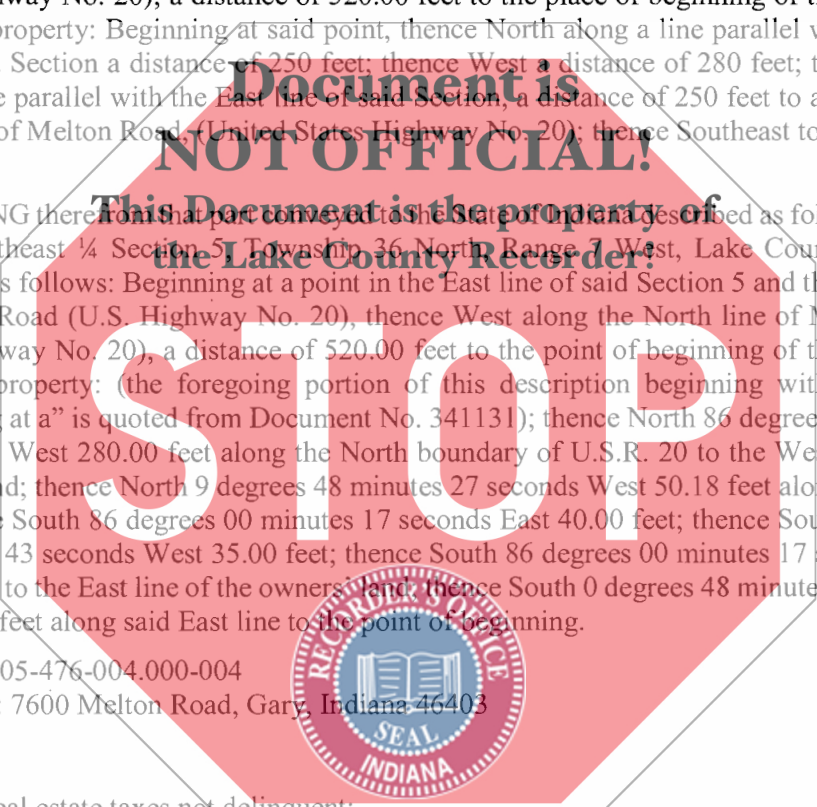 way No. 20), a distance of 520.00 feet to the place of beginning of
property: Beginning at said point, thence North along a line parallel
Section a distance of 250 feet; thence West a distance of 280 feet;
parallel with the East line of said Section, a distance of 250 feet to
of Melton Road, (United States Highway No. 20); thence Southeast to
Document is
NOT OFFICIAL!
This Document is the property of
the Lake County Recorder!
NG therefrom that part conveyed to the State of Indiana described as
theast ¼ Section 5, Township 36 North, Range 7 West, Lake
s follows: Beginning at a point in the East line of said Section 5 and
Road (U.S. Highway No. 20), thence West along the North line of
way No. 20), a distance of 520.00 feet to the point of beginning of
property: (the foregoing portion of this description beginning
at a” is quoted from Document No. 341131); thence North 86
West 280.00 feet along the North boundary of U.S.R. 20 to the
nd; thence North 9 degrees 48 minutes 27 seconds West 50.18 feet
South 86 degrees 00 minutes 17 seconds East 40.00 feet; thence
43 seconds West 35.00 feet; thence South 86 degrees 00 minutes 17
to the East line of the owners' land; thence South 0 degrees 48
feet along said East line to the point of beginning.
STOP
05-476-004.000-004
7600 Melton Road, Gary, Indiana 46403
RECORDER'S OFFICE
SEAL
INDIANA
real estate taxes not delinquent;